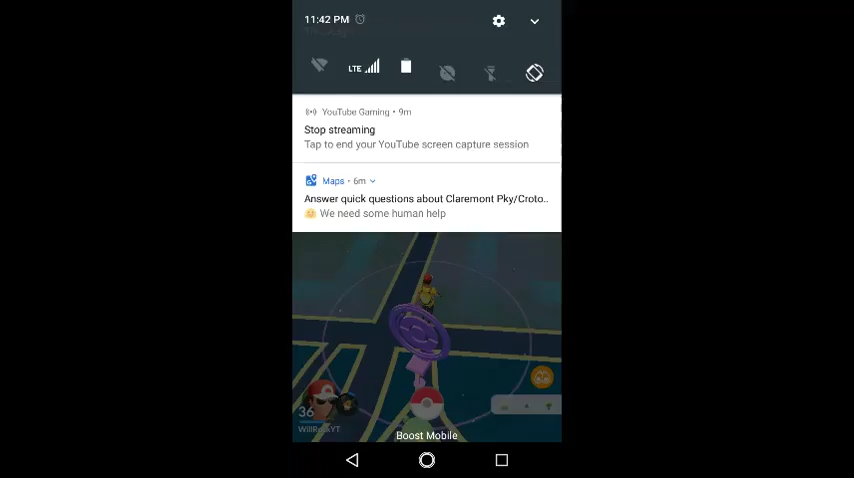 11:42 PM
LTE
YouTube Gaming • 9m
Stop streaming
Tap to end your YouTube screen capture session
Maps • 6m
Answer quick questions about Claremont Pky/Croto..
🤗 We need some human help
36
Boost Mobile